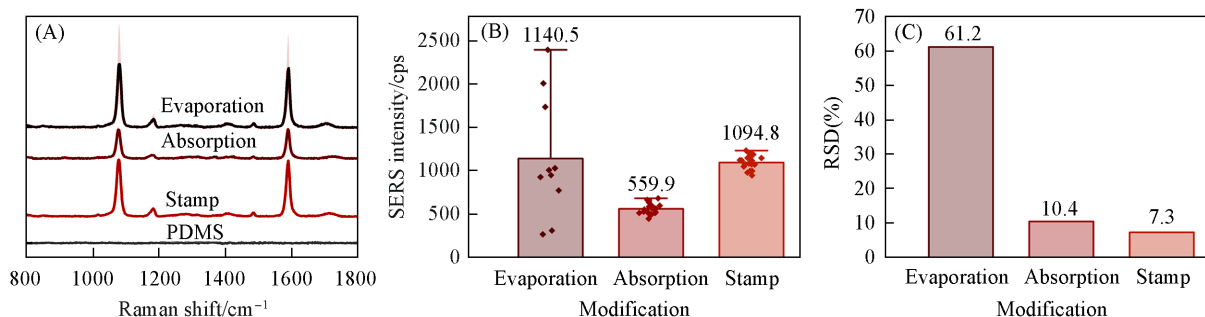 (A)
Evaporation
Absorption
Stamp
PDMS
800 1000 1200 1400 1600 1800
Raman shift/cm−1
(B)
SERS intensity/cps
2500
2000
1500
1000
500
0
1140.5
559.9
1094.8
Evaporation Absorption Stamp
Modification
(C)
RSD(%)
70
60
50
40
30
20
10
0
61.2
10.4
7.3
Evaporation Absorption Stamp
Modification